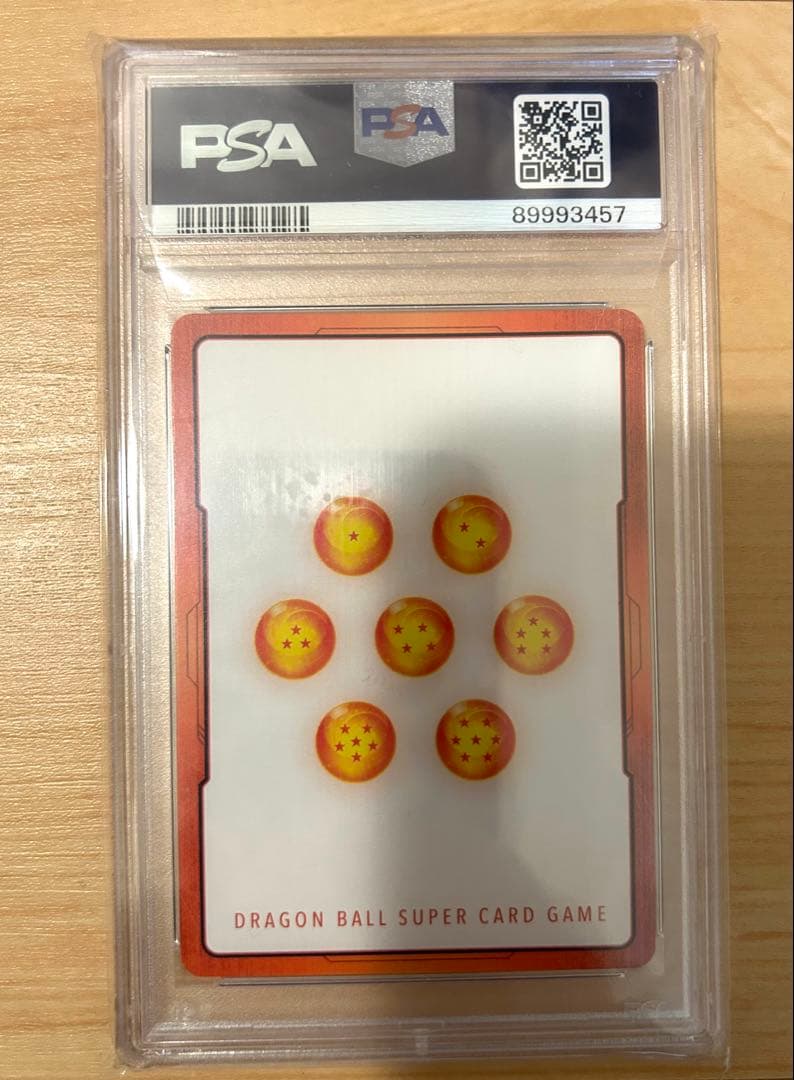 PSA
PSA
89993457
DRAGON BALL SUPER CARD GAME